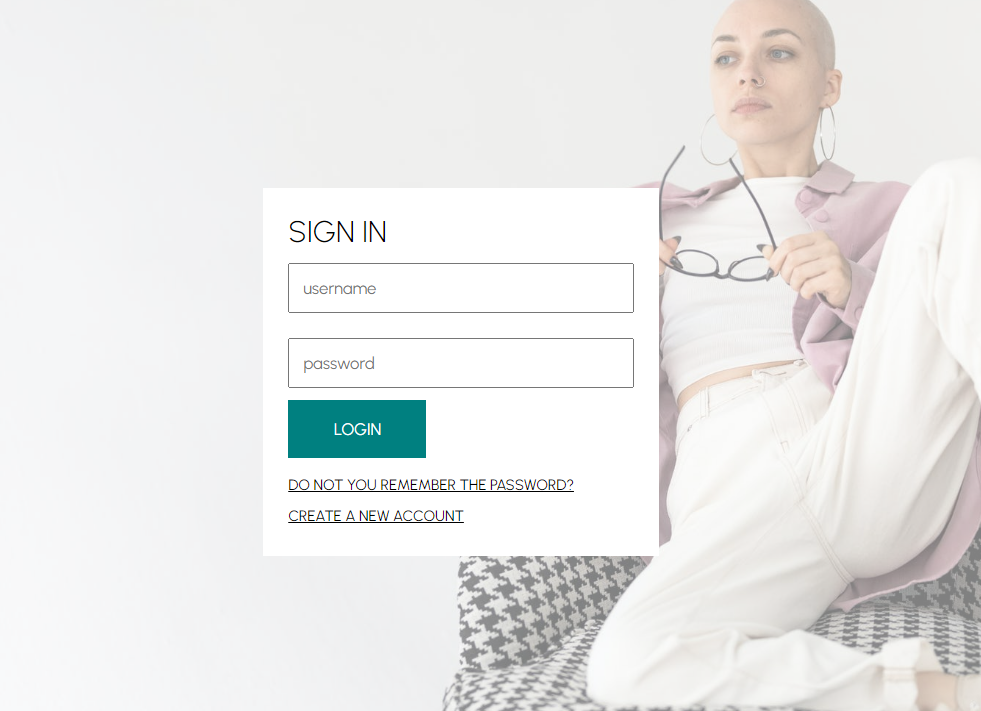 SIGN IN
username
password
LOGIN
DO NOT YOU REMEMBER THE PASSWORD?
CREATE A NEW ACCOUNT